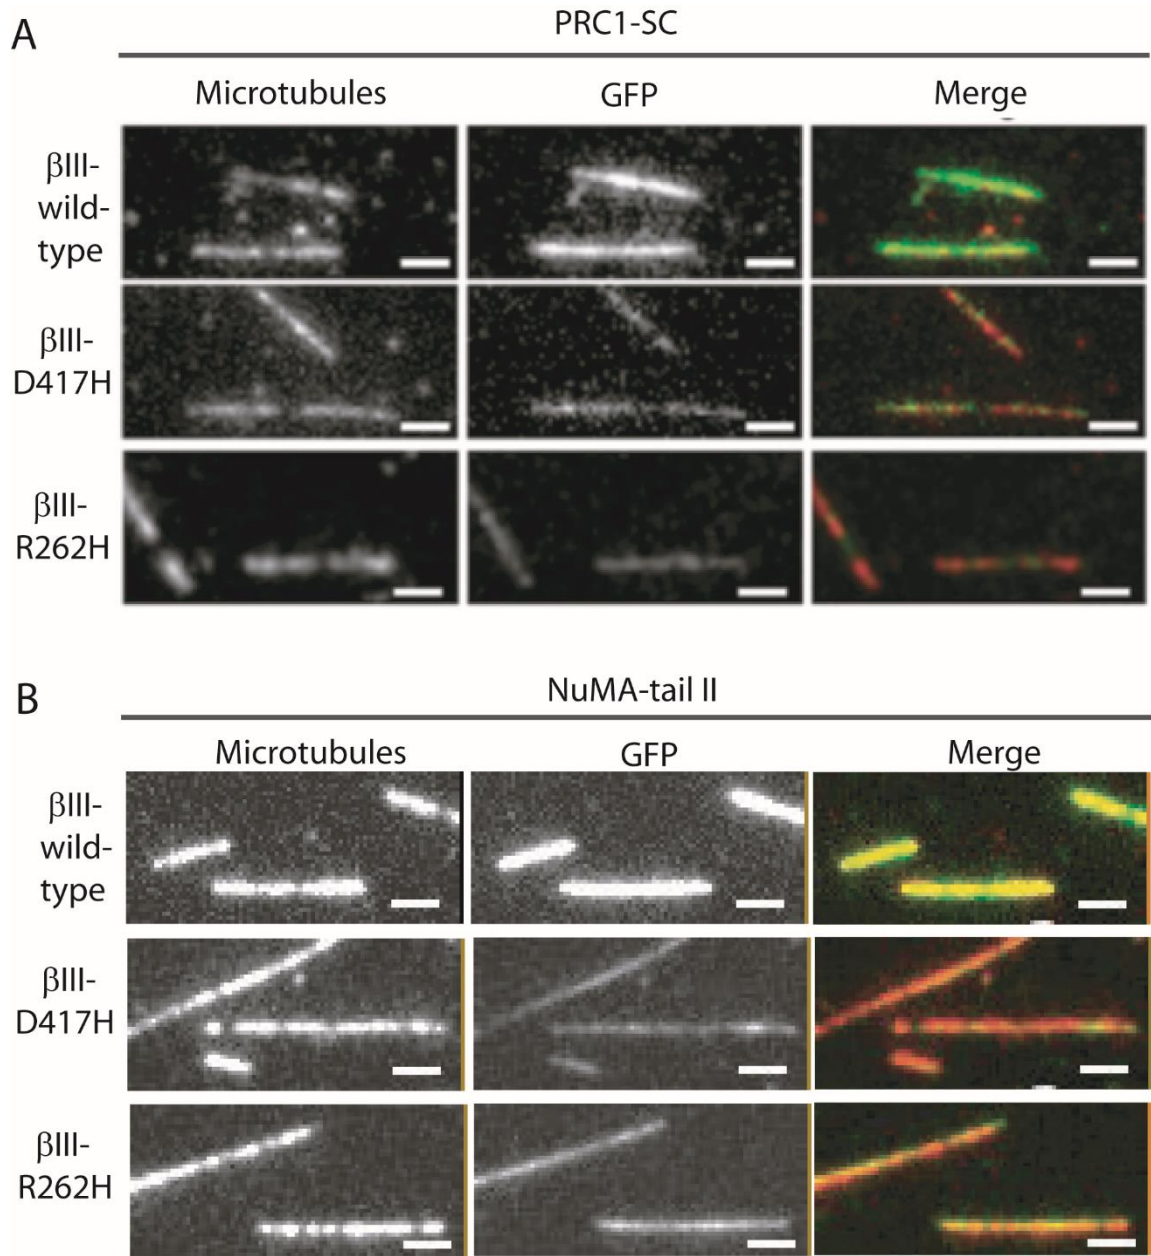 A
PRC1-SC
Microtubules GFP Merge
βIII-
wild-
type
βIII-
D417H
βIII-
R262H
B
NuMA-tail II
Microtubules GFP Merge
βIII-
wild-
type
βIII-
D417H
βIII-
R262H